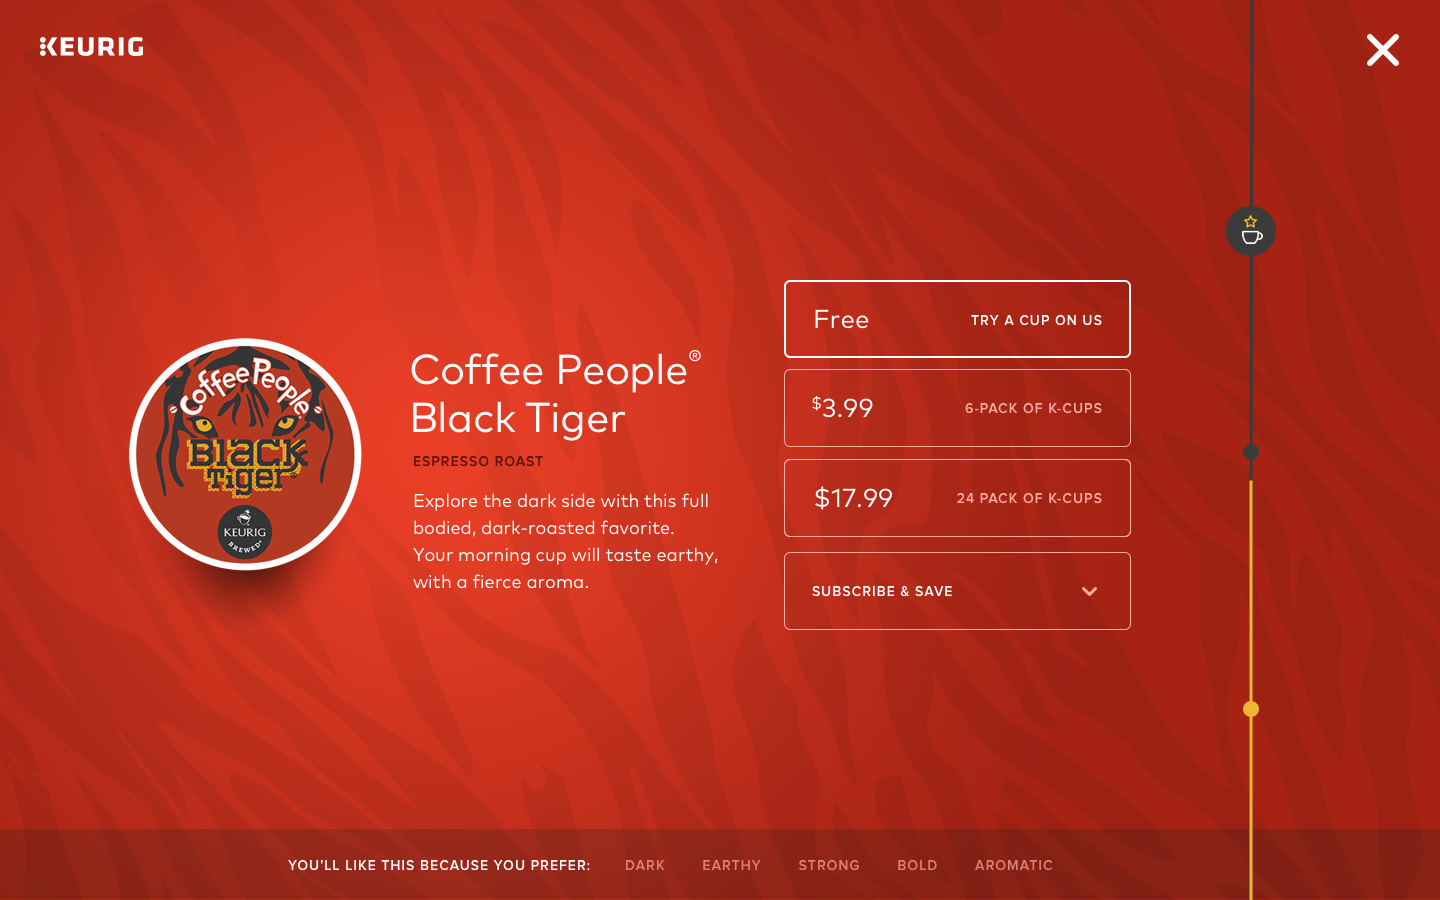 KEURIG
Coffee People
Black
Tiger
KEURIG
BREWED®
Coffee People®
Black Tiger
ESPRESSO ROAST
Explore the dark side with this full
bodied, dark-roasted favorite.
Your morning cup will taste earthy,
with a fierce aroma.
Free TRY A CUP ON US
$3.99 6-PACK OF K-CUPS
$17.99 24 PACK OF K-CUPS
SUBSCRIBE & SAVE
YOU’LL LIKE THIS BECAUSE YOU PREFER: DARK EARTHY STRONG BOLD AROMATIC